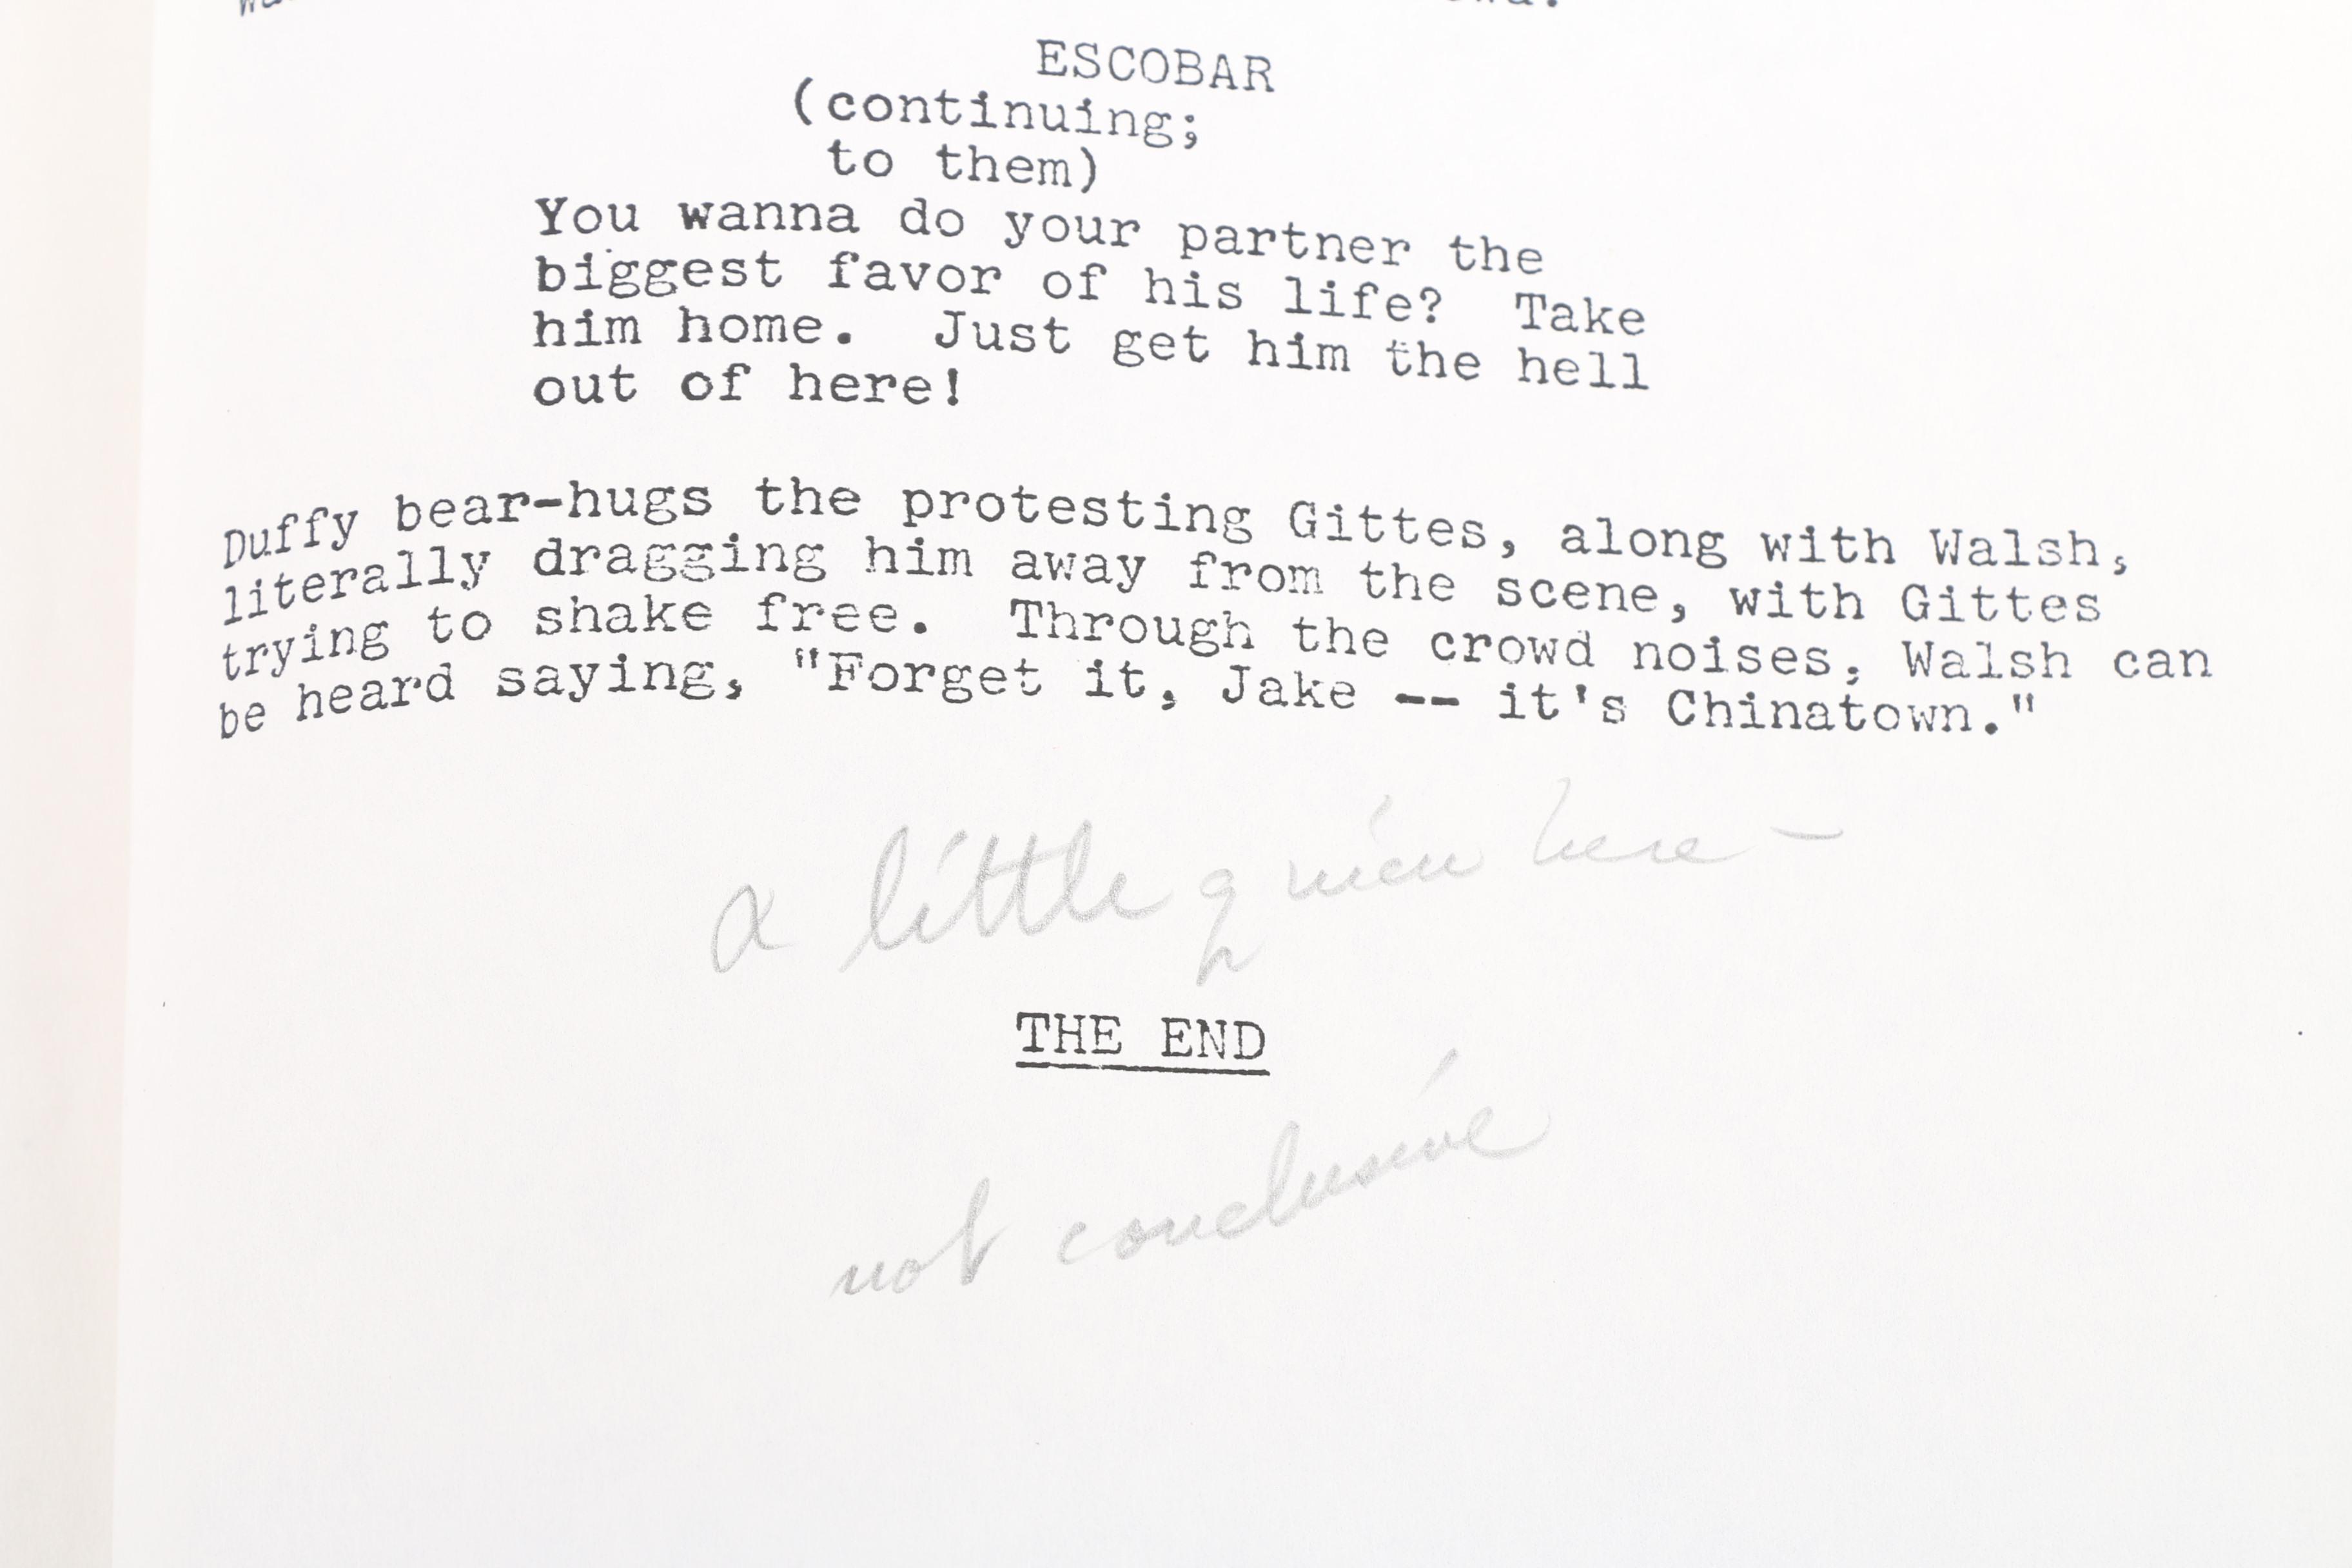 ESCOBAR
(continuing;
to them)
You wanna do your partner the
biggest favor of his life?  Take
him home.  Just get him the hell
out of here!
Duffy bear-hugs the protesting Gittes, along with Walsh,
literally dragging him away from the scene, with Gittes
trying to shake free.  Through the crowd noises, Walsh can
be heard saying, "Forget it, Jake -- it's Chinatown."
a little here -
THE END
not conclusive